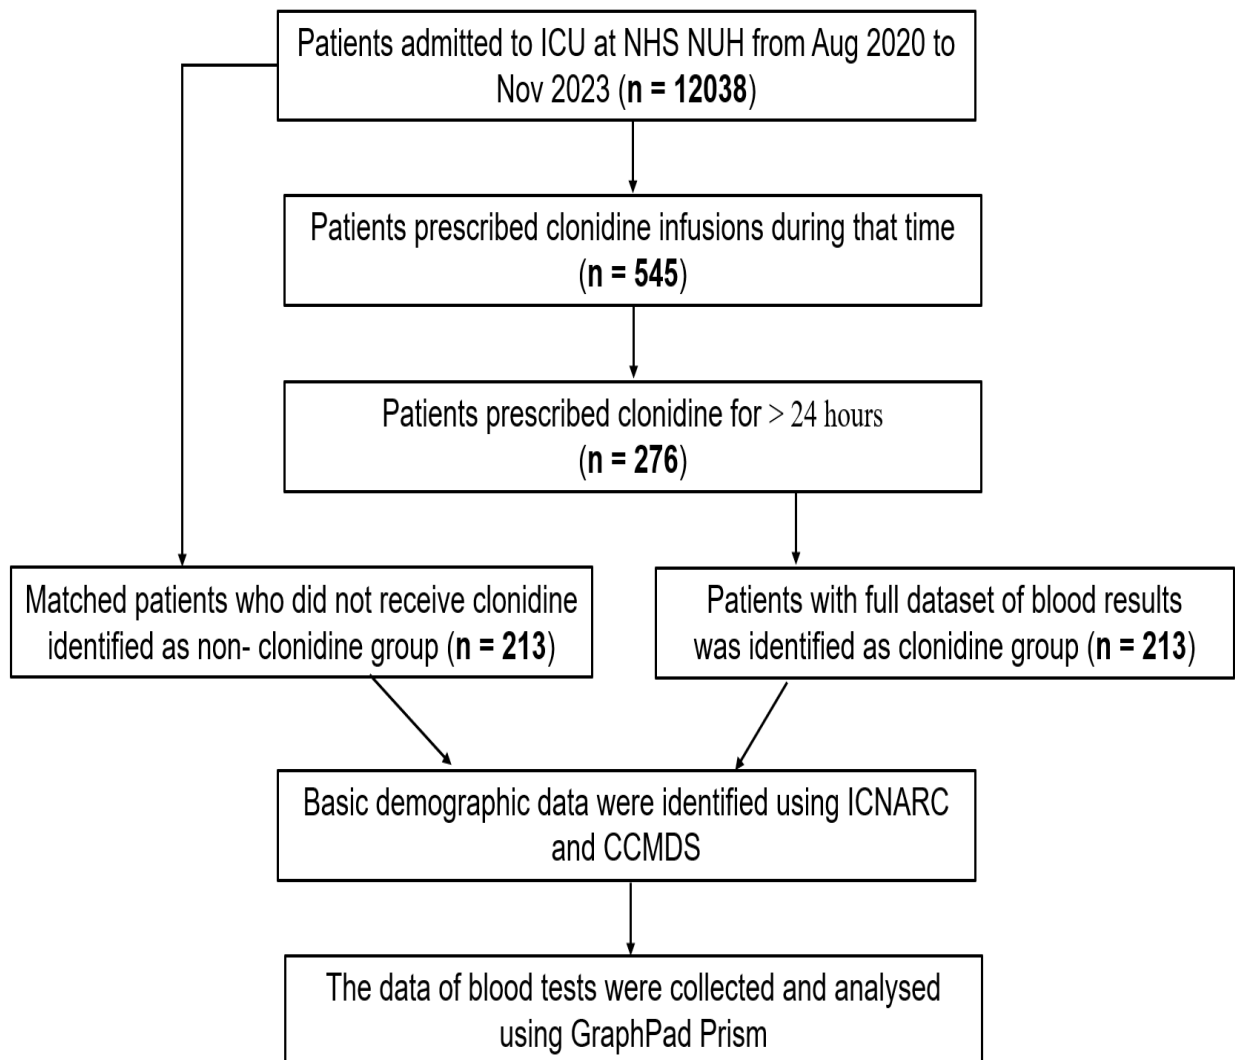 Patients admitted to ICU at NHS NUH from Aug 2020 to
Nov 2023 (n = 12038)
Patients prescribed clonidine infusions during that time
(n = 545)
Patients prescribed clonidine for > 24 hours
(n = 276)
Matched patients who did not receive clonidine
identified as non- clonidine group (n = 213)
Patients with full dataset of blood results
was identified as clonidine group (n = 213)
Basic demographic data were identified using ICNARC
and CCMDS
The data of blood tests were collected and analysed
using GraphPad Prism